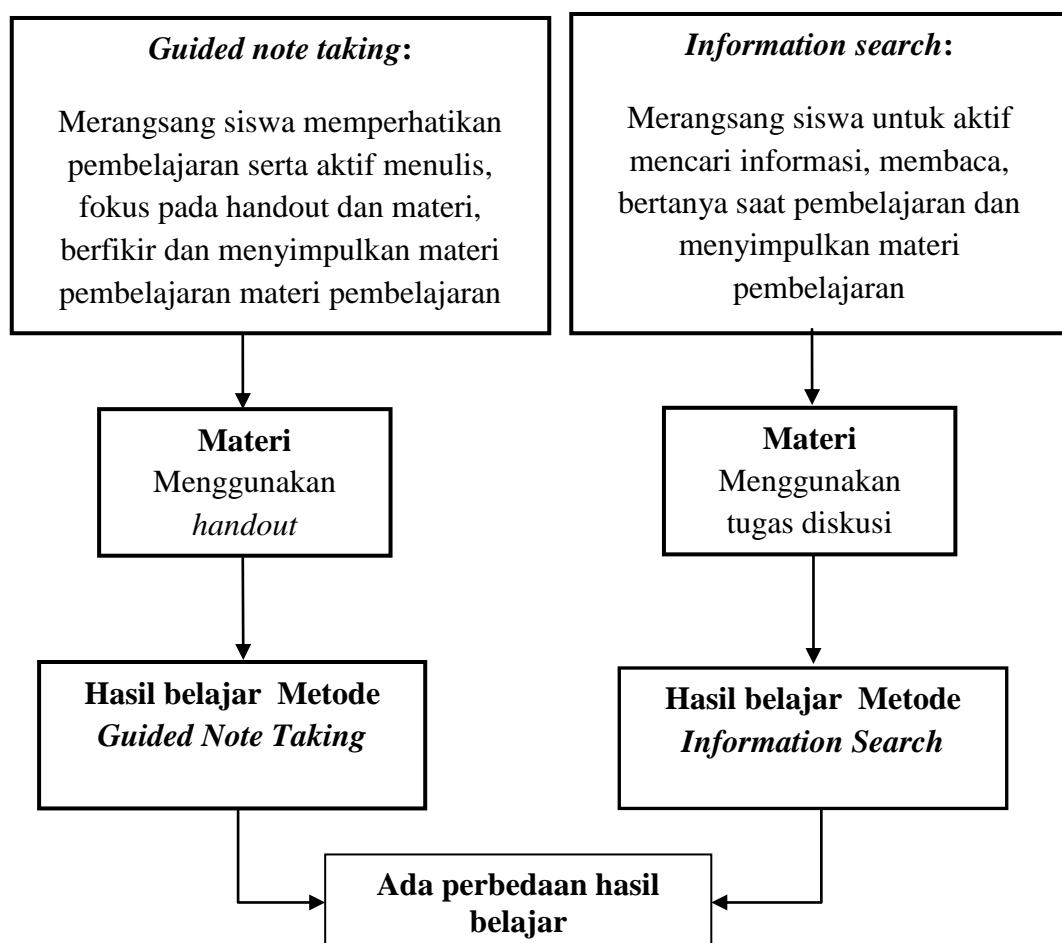 Guided note taking:
Merangsang siswa memperhatikan
pembelajaran serta aktif menulis,
fokus pada handout dan materi,
berfikir dan menyimpulkan materi
pembelajaran materi pembelajaran
Information search:
Merangsang siswa untuk aktif
mencari informasi, membaca,
bertanya saat pembelajaran dan
menyimpulkan materi
pembelajaran
Materi
Menggunakan
handout
Materi
Menggunakan
tugas diskusi
Hasil belajar Metode
Guided Note Taking
Hasil belajar Metode
Information Search
Ada perbedaan hasil
belajar